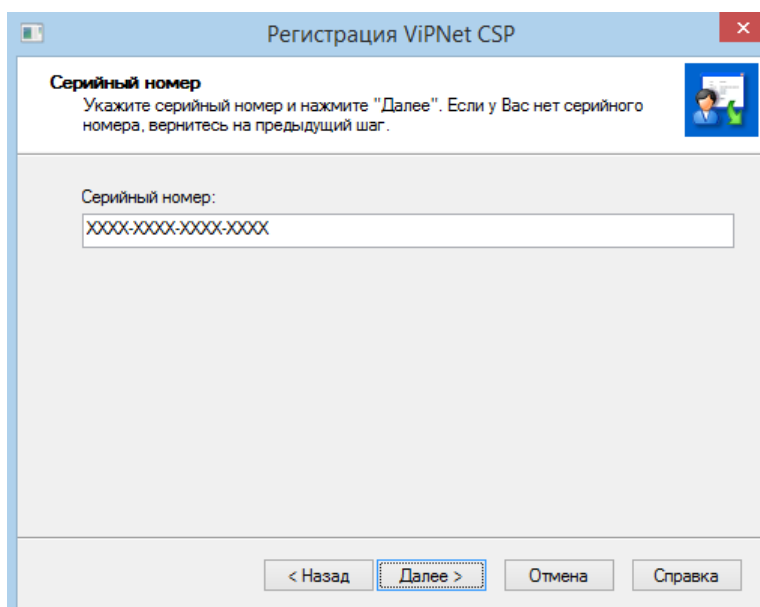 Регистрация ViPNet CSP
Серийный номер
Укажите серийный номер и нажмите "Далее". Если у Вас нет серийного
номера, вернитесь на предыдущий шаг.
Серийный номер:
XXXX-XXXX-XXXX-XXXX
< Назад
Далее >
Отмена
Справка